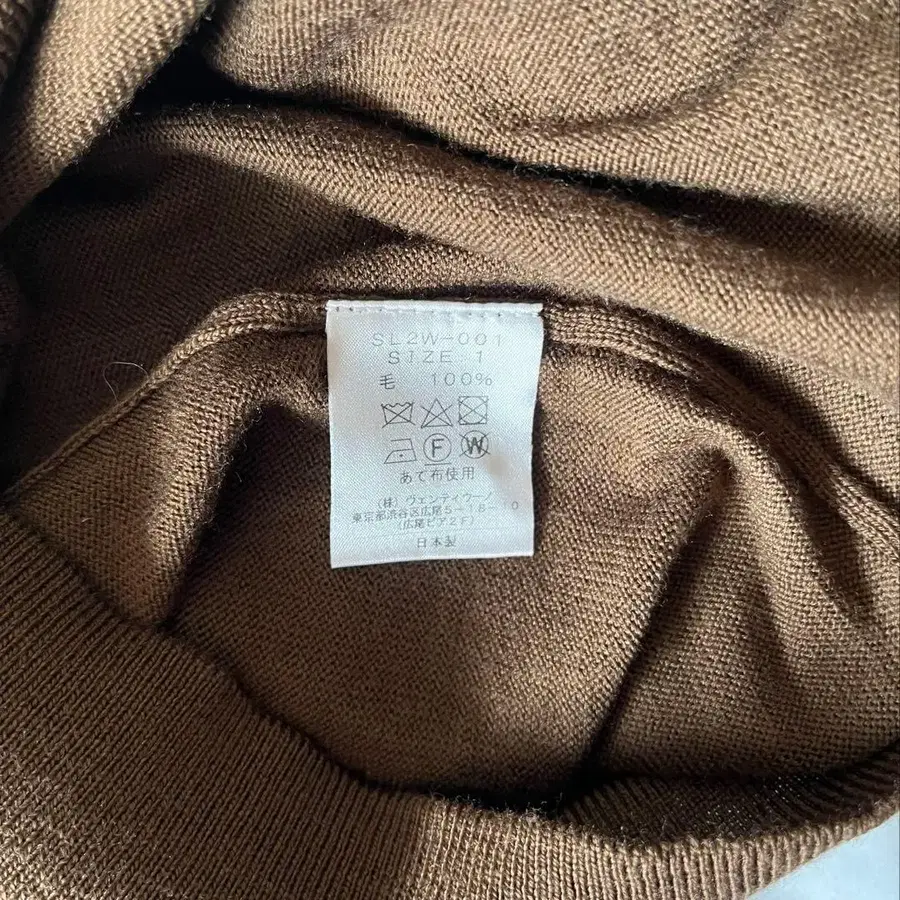 SL2W-001
SIZE 1
毛 100%
F W
あて布使用
(株)ヴェンティウーノ
東京都渋谷区広尾5-18-10
(広尾ピア2F)
日本製